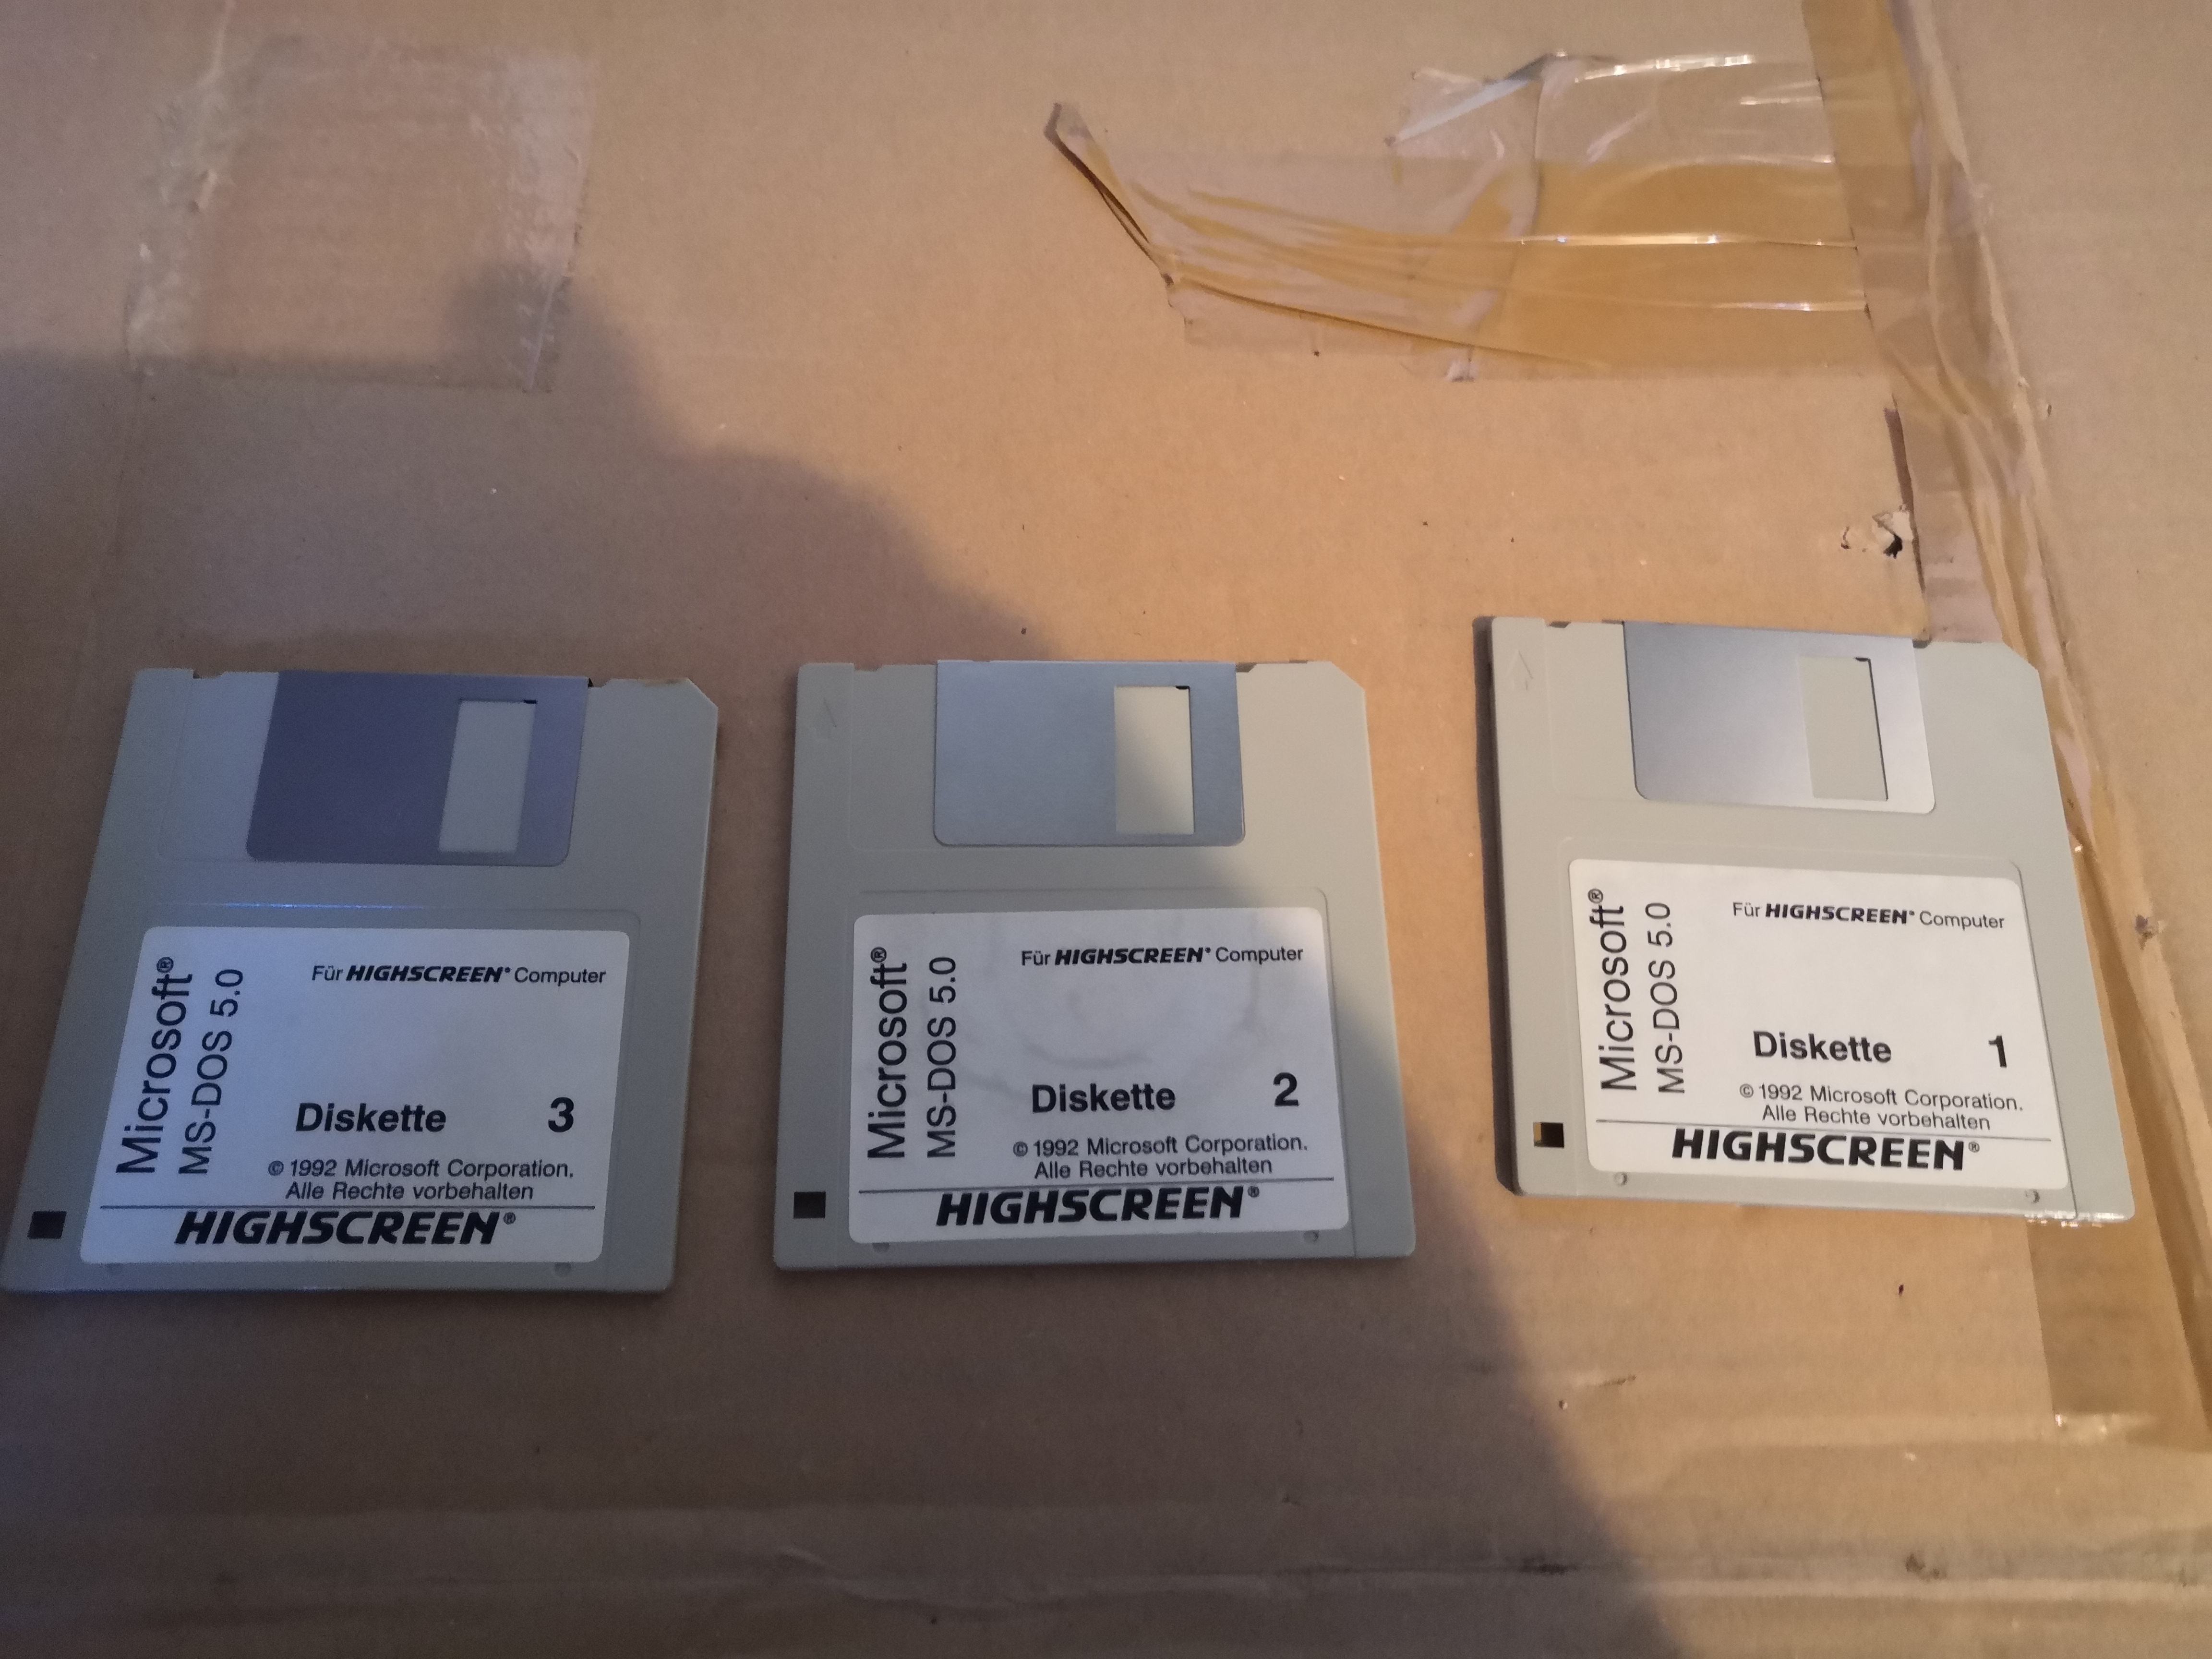 Microsoft®
MS-DOS 5.0
Für HIGHSCREEN® Computer
Diskette 3
© 1992 Microsoft Corporation.
Alle Rechte vorbehalten
HIGHSCREEN®
Microsoft®
MS-DOS 5.0
Für HIGHSCREEN® Computer
Diskette 2
© 1992 Microsoft Corporation.
Alle Rechte vorbehalten
HIGHSCREEN®
Microsoft®
MS-DOS 5.0
Für HIGHSCREEN® Computer
Diskette 1
© 1992 Microsoft Corporation.
Alle Rechte vorbehalten
HIGHSCREEN®